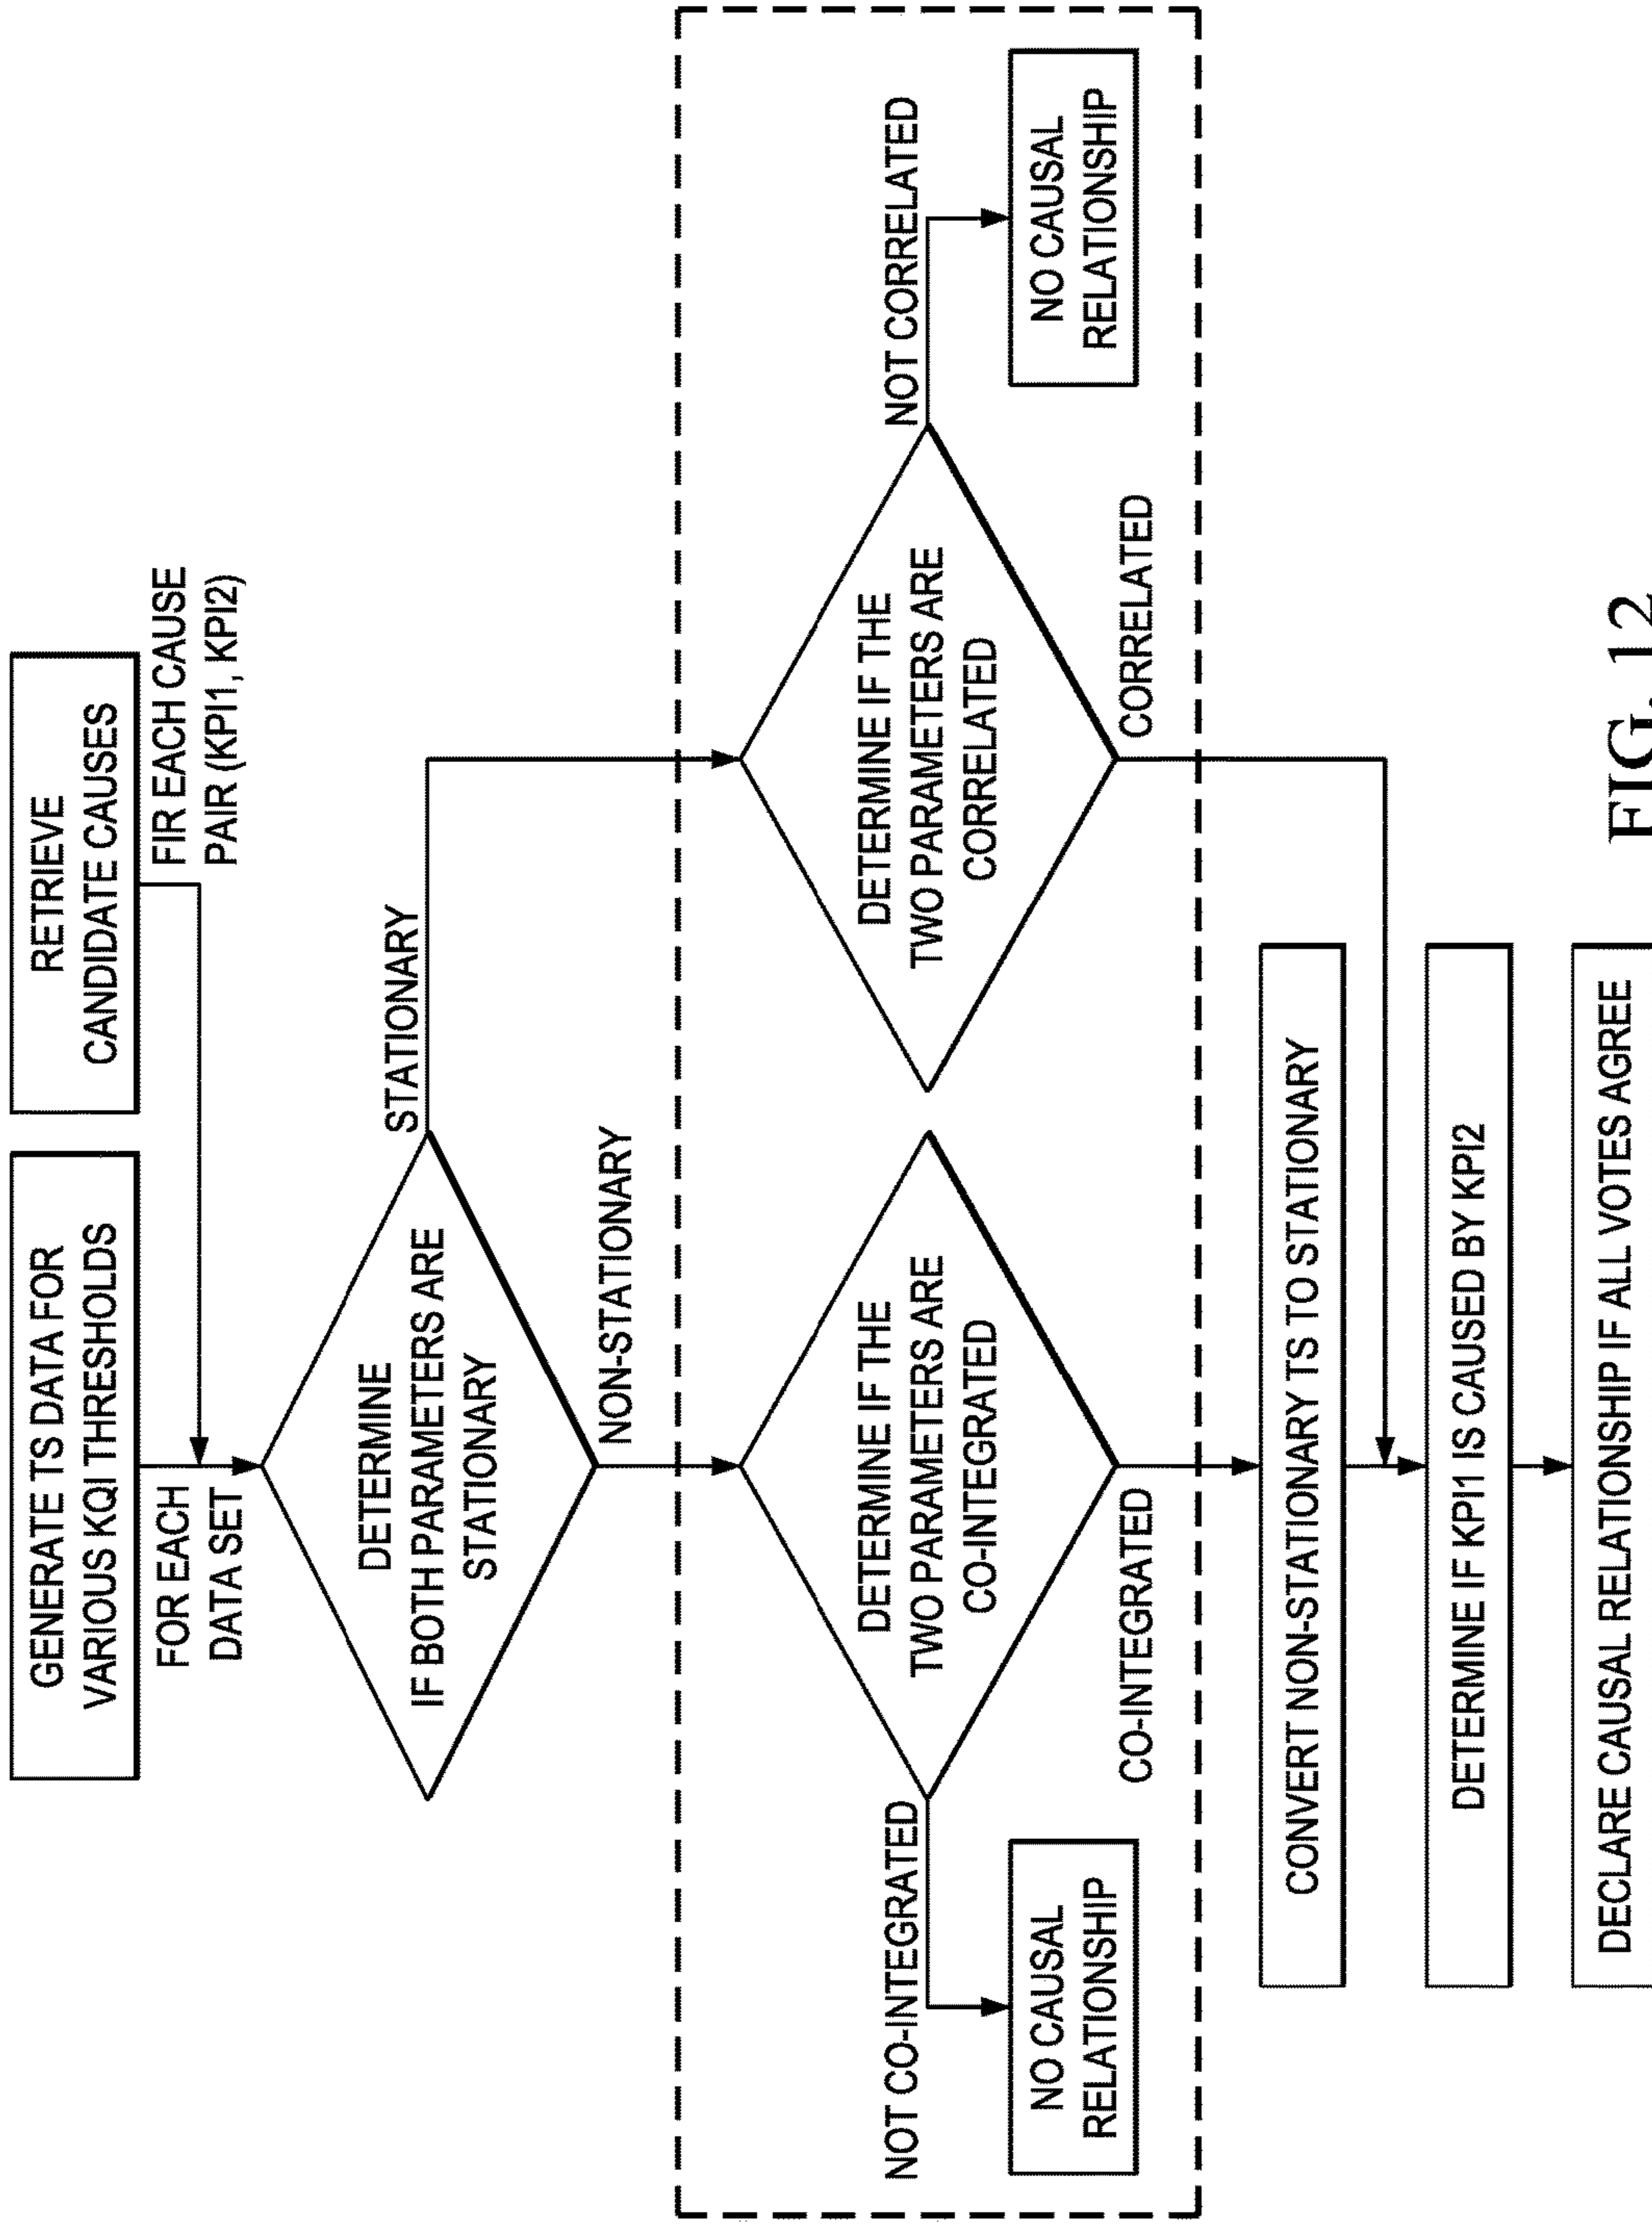 GENERATE TS DATA FOR
VARIOUS KQI THRESHOLDS
RETRIEVE
CANDIDATE CAUSES
FOR EACH
DATA SET
FIR EACH CAUSE
PAIR (KPI1, KPI2)
DETERMINE
IF BOTH PARAMETERS ARE
STATIONARY
STATIONARY
NON-STATIONARY
NOT CO-INTEGRATED
DETERMINE IF THE
TWO PARAMETERS ARE
CO-INTEGRATED
DETERMINE IF THE
TWO PARAMETERS ARE
CORRELATED
NOT CORRELATED
NO CAUSAL
RELATIONSHIP
NO CAUSAL
RELATIONSHIP
CO-INTEGRATED
CORRELATED
CONVERT NON-STATIONARY TS TO STATIONARY
DETERMINE IF KPI1 IS CAUSED BY KPI2
DECLARE CAUSAL RELATIONSHIP IF ALL VOTES AGREE
FIG. 12